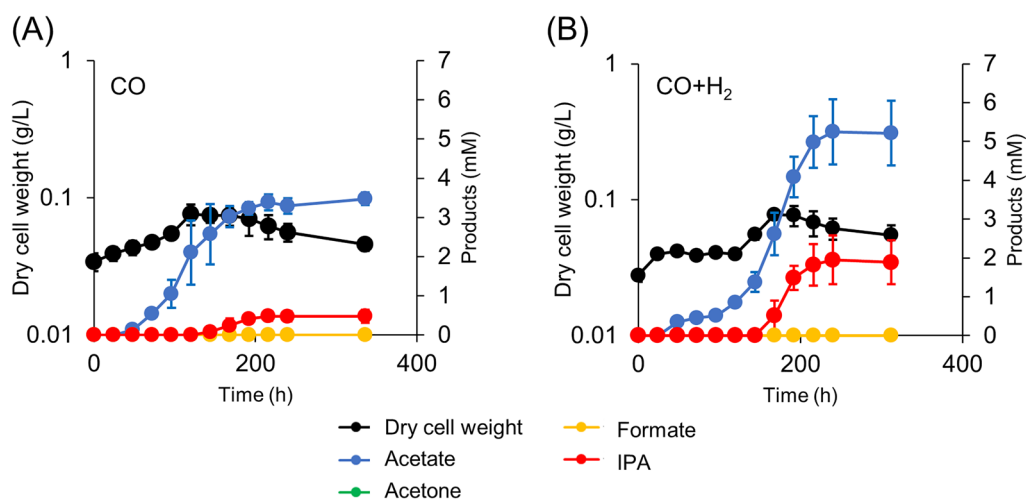 (A)
CO
1
0.1
0.01
Dry cell weight (g/L)
7
6
5
4
3
2
1
0
Products (mM)
0
200
400
Time (h)
(B)
CO+H₂
1
0.1
0.01
Dry cell weight (g/L)
7
6
5
4
3
2
1
0
Products (mM)
0
200
400
Time (h)
Dry cell weight
Acetate
Acetone
Formate
IPA